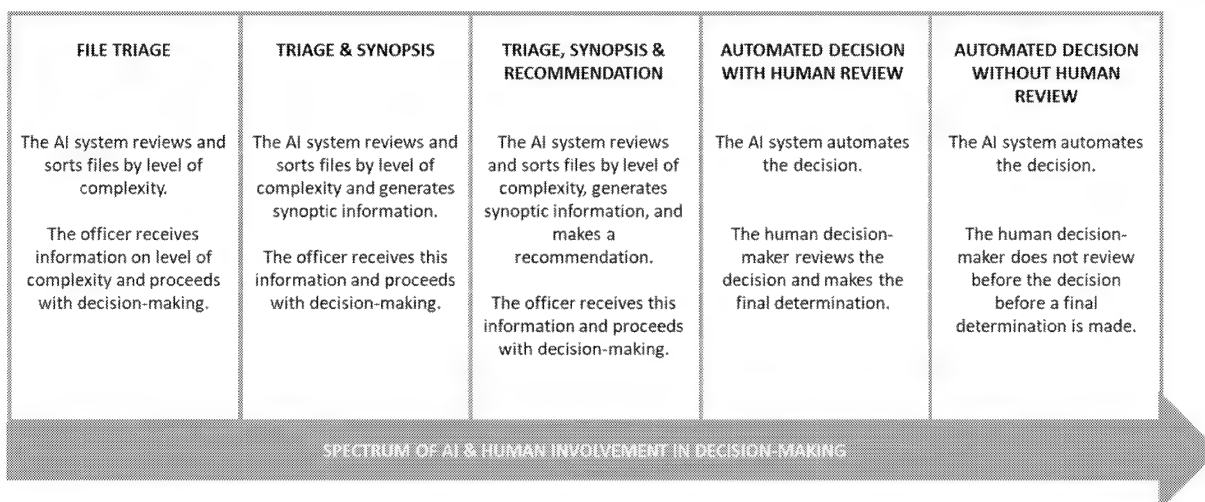 FILE TRIAGE
The AI system reviews and
sorts files by level of
complexity.
The officer receives
information on level of
complexity and proceeds
with decision-making.
TRIAGE & SYNOPSIS
The AI system reviews and
sorts files by level of
complexity and generates
synoptic information.
The officer receives this
information and proceeds
with decision-making.
TRIAGE, SYNOPSIS &
RECOMMENDATION
The AI system reviews
and sorts files by level of
complexity, generates
synoptic information, and
makes a
recommendation.
The officer receives this
information and proceeds
with decision-making.
AUTOMATED DECISION
WITH HUMAN REVIEW
The AI system automates
the decision.
The human decision-
maker reviews the
decision and makes the
final determination.
AUTOMATED DECISION
WITHOUT HUMAN
REVIEW
The AI system automates
the decision.
The human decision-
maker does not review
before the decision
before a final
determination is made.
SPECTRUM OF AI & HUMAN INVOLVEMENT IN DECISION-MAKING